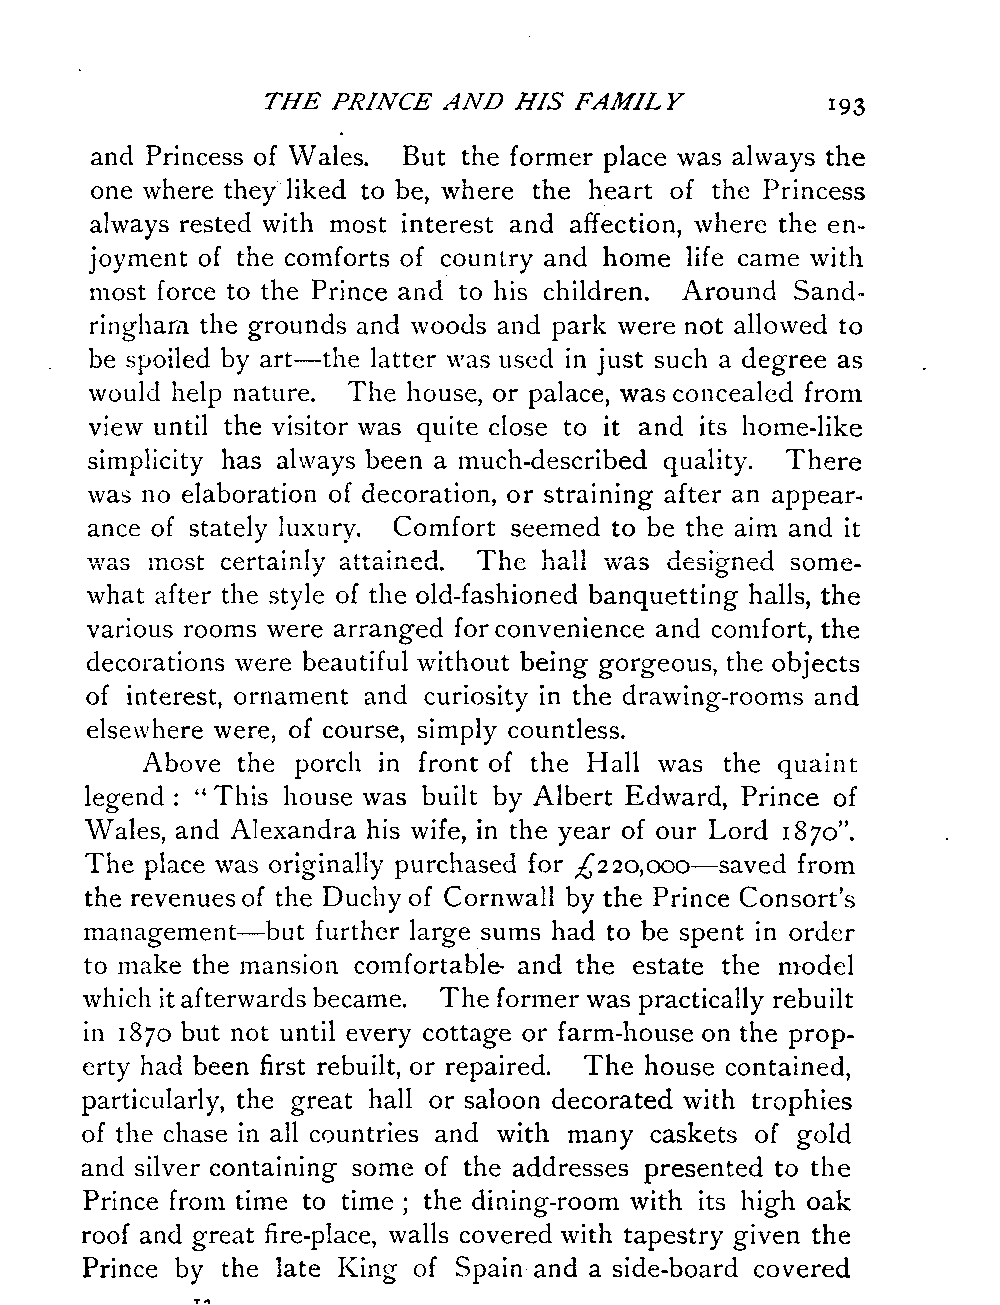 THE PRINCE AND HIS FAMILY 193
and Princess of Wales. But the former place was always the
one where they liked to be, where the heart of the Princess
always rested with most interest and affection, where the en-
joyment of the comforts of country and home life came with
most force to the Prince and to his children. Around Sand-
ringham the grounds and woods and park were not allowed to
be spoiled by art—the latter was used in just such a degree as
would help nature. The house, or palace, was concealed from
view until the visitor was quite close to it and its home-like
simplicity has always been a much-described quality. There
was no elaboration of decoration, or straining after an appear-
ance of stately luxury. Comfort seemed to be the aim and it
was most certainly attained. The hall was designed some-
what after the style of the old-fashioned banquetting halls, the
various rooms were arranged for convenience and comfort, the
decorations were beautiful without being gorgeous, the objects
of interest, ornament and curiosity in the drawing-rooms and
elsewhere were, of course, simply countless.
Above the porch in front of the Hall was the quaint
legend : “This house was built by Albert Edward, Prince of
Wales, and Alexandra his wife, in the year of our Lord 1870”.
The place was originally purchased for £220,000—saved from
the revenues of the Duchy of Cornwall by the Prince Consort's
management—but further large sums had to be spent in order
to make the mansion comfortable and the estate the model
which it afterwards became. The former was practically rebuilt
in 1870 but not until every cottage or farm-house on the prop-
erty had been first rebuilt, or repaired. The house contained,
particularly, the great hall or saloon decorated with trophies
of the chase in all countries and with many caskets of gold
and silver containing some of the addresses presented to the
Prince from time to time ; the dining-room with its high oak
roof and great fire-place, walls covered with tapestry given the
Prince by the late King of Spain and a side-board covered